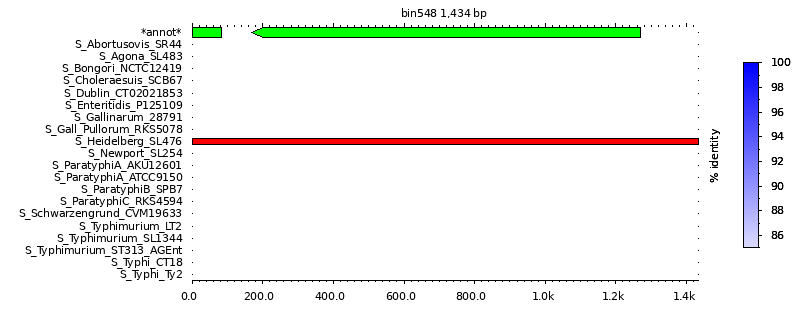 bin548 1,434 bp
*annot*
S_Abortusovis_SR44
S_Agona_SL483
S_Bongori_NCTC12419
S_Choleraesuis_SCB67
S_Dublin_CT02021853
S_Enteritidis_P125109
S_Gallinarum_28791
S_Gall_Pullorum_RKS5078
S_Heidelberg_SL476
S_Newport_SL254
S_ParatyphiA_AKU12601
S_ParatyphiA_ATCC9150
S_ParatyphiB_SPB7
S_ParatyphiC_RKS4594
S_Schwarzengrund_CVM19633
S_Typhimurium_LT2
S_Typhimurium_SL1344
S_Typhimurium_ST313_AGEnt
S_Typhi_CT18
S_Typhi_Ty2
0.0 200.0 400.0 600.0 800.0 1.0k 1.2k 1.4k
% identity
100
98
96
94
92
90
88
86